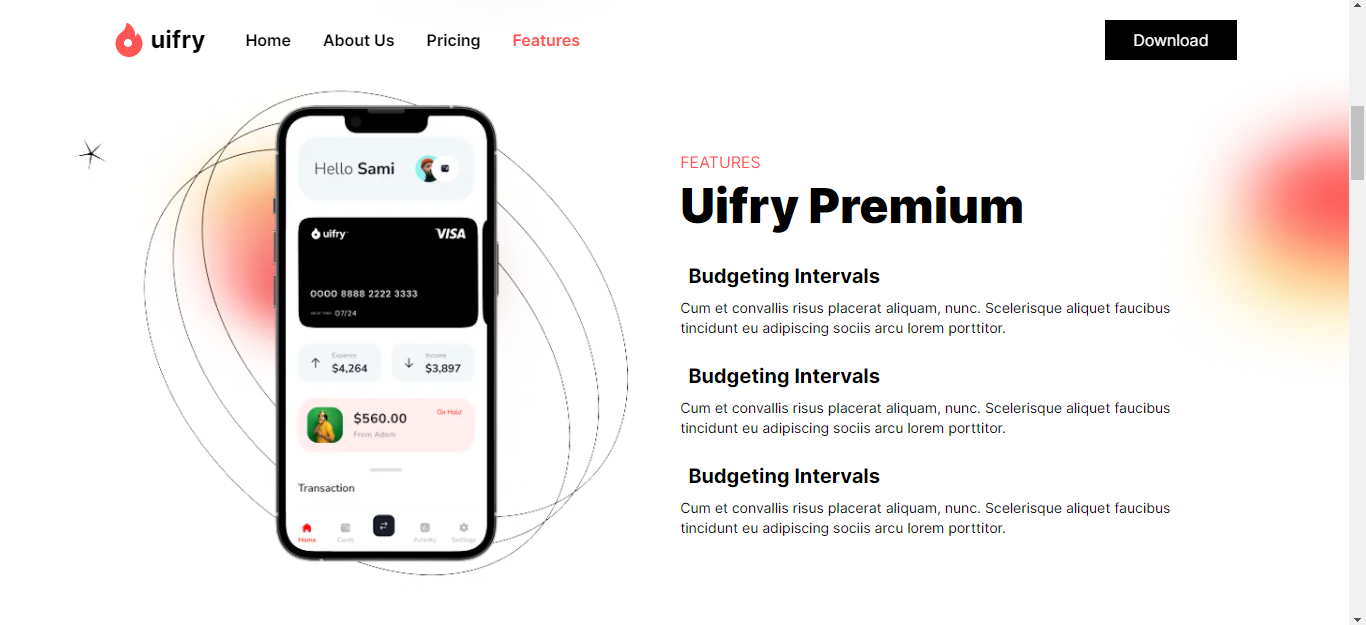 uifry
Home
About Us
Pricing
Features
Download
Hello Sami
uifry
VISA
0000 8888 2222 3333
07/24
Expence
$4,264
Income
$3,897
$560.00
On Hold
From Adom
Transaction
Home
Cards
Activity
Settings
FEATURES
Uifry Premium
Budgeting Intervals
Cum et convallis risus placerat aliquam, nunc. Scelerisque aliquet faucibus
tincidunt eu adipiscing sociis arcu lorem porttitor.
Budgeting Intervals
Cum et convallis risus placerat aliquam, nunc. Scelerisque aliquet faucibus
tincidunt eu adipiscing sociis arcu lorem porttitor.
Budgeting Intervals
Cum et convallis risus placerat aliquam, nunc. Scelerisque aliquet faucibus
tincidunt eu adipiscing sociis arcu lorem porttitor.